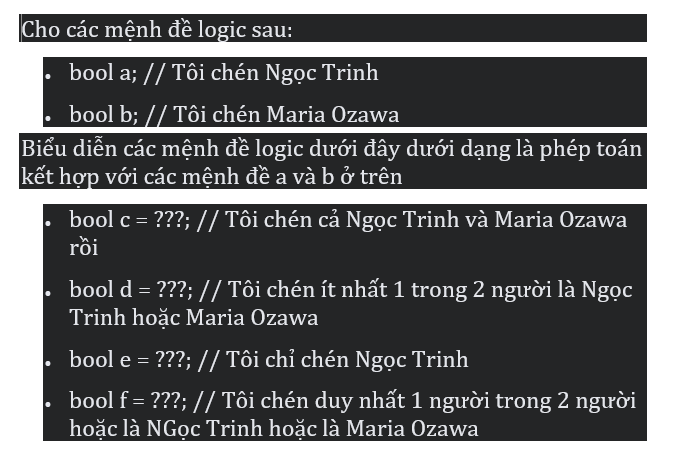 Cho các mệnh đề logic sau:
• bool a; // Tôi chén Ngọc Trinh
• bool b; // Tôi chén Maria Ozawa
Biểu diễn các mệnh đề logic dưới đây dưới dạng là phép toán
kết hợp với các mệnh đề a và b ở trên
• bool c = ???; // Tôi chén cả Ngọc Trinh và Maria Ozawa
rồi
• bool d = ???; // Tôi chén ít nhất 1 trong 2 người là Ngọc
Trinh hoặc Maria Ozawa
• bool e = ???; // Tôi chỉ chén Ngọc Trinh
• bool f = ???; // Tôi chén duy nhất 1 người trong 2 người
hoặc là NGọc Trinh hoặc là Maria Ozawa